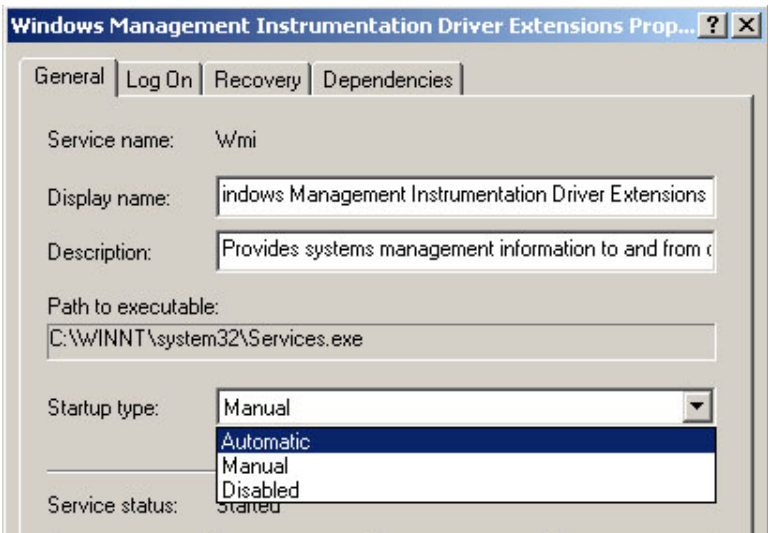 Windows Management Instrumentation Driver Extensions Prop... ? X
General Log On Recovery Dependencies
Service name: Wmi
Display name: indows Management Instrumentation Driver Extensions
Description: Provides systems management information to and from
Path to executable:
C:\WINNT\system32\Services.exe
Startup type: Manual
Automatic
Manual
Disabled
Service status: Started